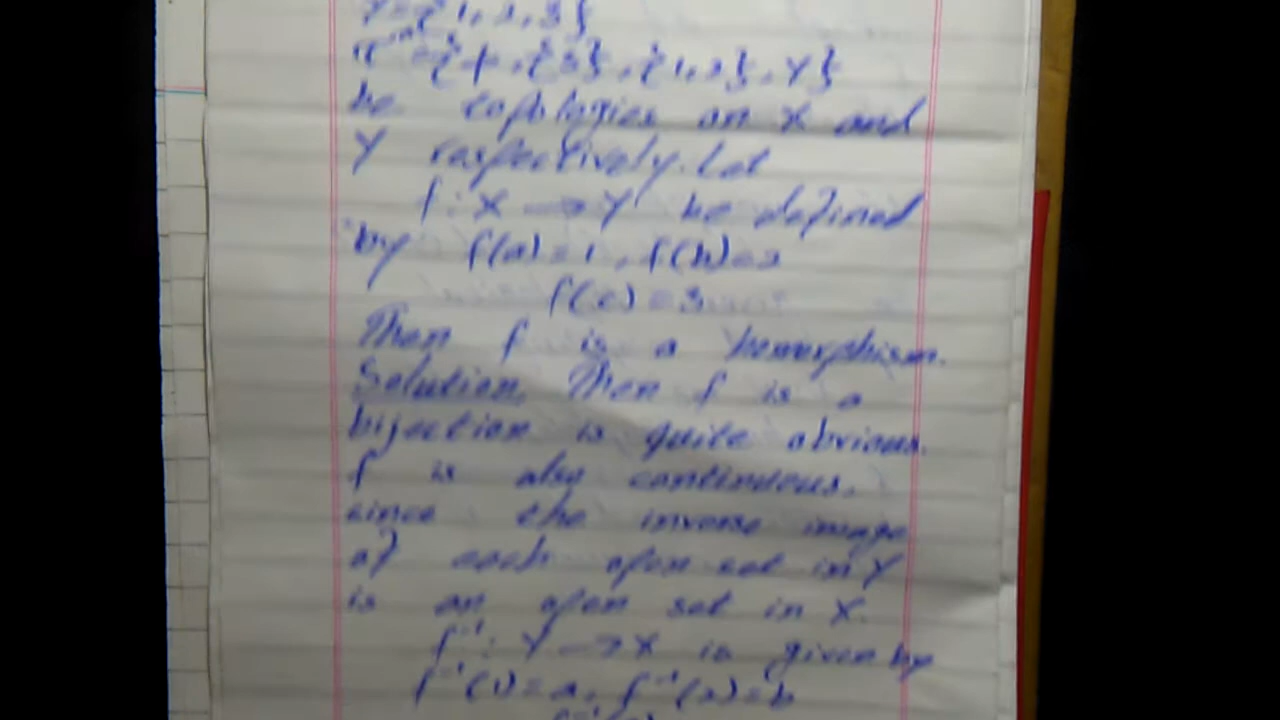 Y={1,2,3}
={φ,{3},{1,2},Y}
be topologies on X and
Y respectively. Let
f : X → Y be defined
by f(a)=1, f(b)=2
f(c)=3
Then f is a homorphism.
Solution, Then f is a
bijection is quite obvious.
f is also continuous,
since the inverse image
of each open set in Y
is an open set in X.
f⁻¹: Y → X is given by
f⁻¹(1)=a, f⁻¹(2)=b